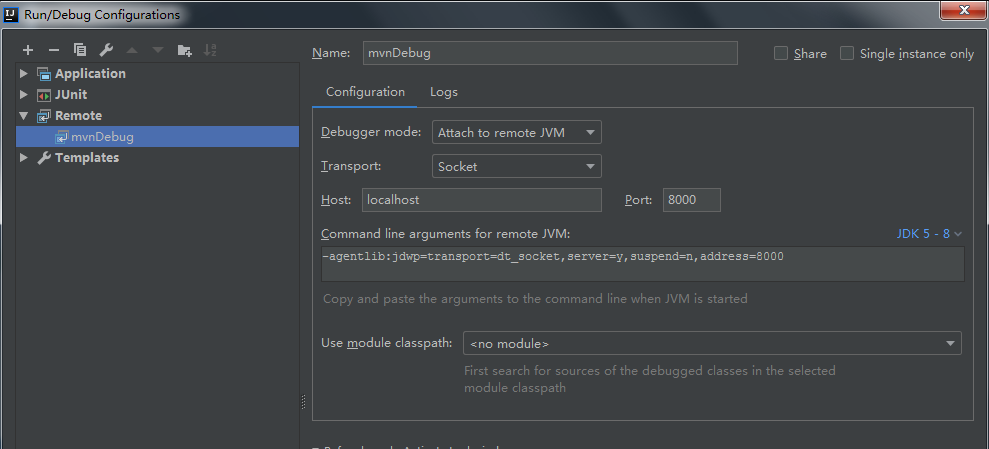 Run/Debug Configurations
Name: mvnDebug Share Single instance only
Application
JUnit
Remote
mvnDebug
Templates
Configuration Logs
Debugger mode: Attach to remote JVM
Transport: Socket
Host: localhost Port: 8000
Command line arguments for remote JVM: JDK 5 - 8
-agentlib:jdwp=transport=dt_socket,server=y,suspend=n,address=8000
Copy and paste the arguments to the command line when JVM is started
Use module classpath: <no module>
First search for sources of the debugged classes in the selected
module classpath